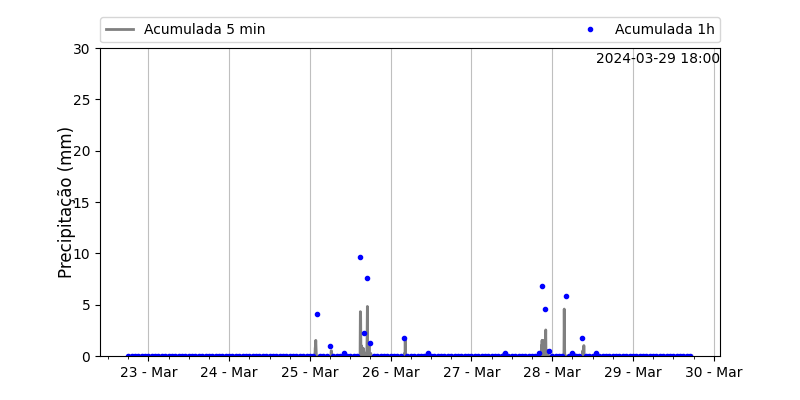 Acumulada 5 min
Acumulada 1h
2024-03-29 18:00
Precipitação (mm)
30
25
20
15
10
5
0
23 - Mar
24 - Mar
25 - Mar
26 - Mar
27 - Mar
28 - Mar
29 - Mar
30 - Mar